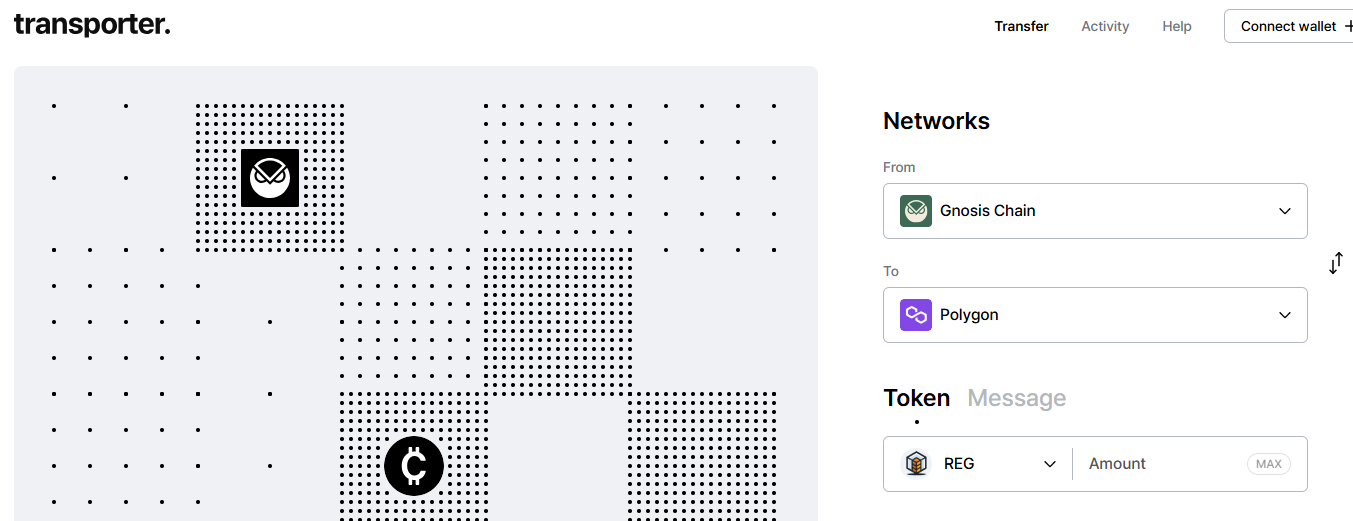 transporter.
Transfer Activity Help Connect wallet
Networks
From
Gnosis Chain
To
Polygon
Token Message
REG Amount MAX